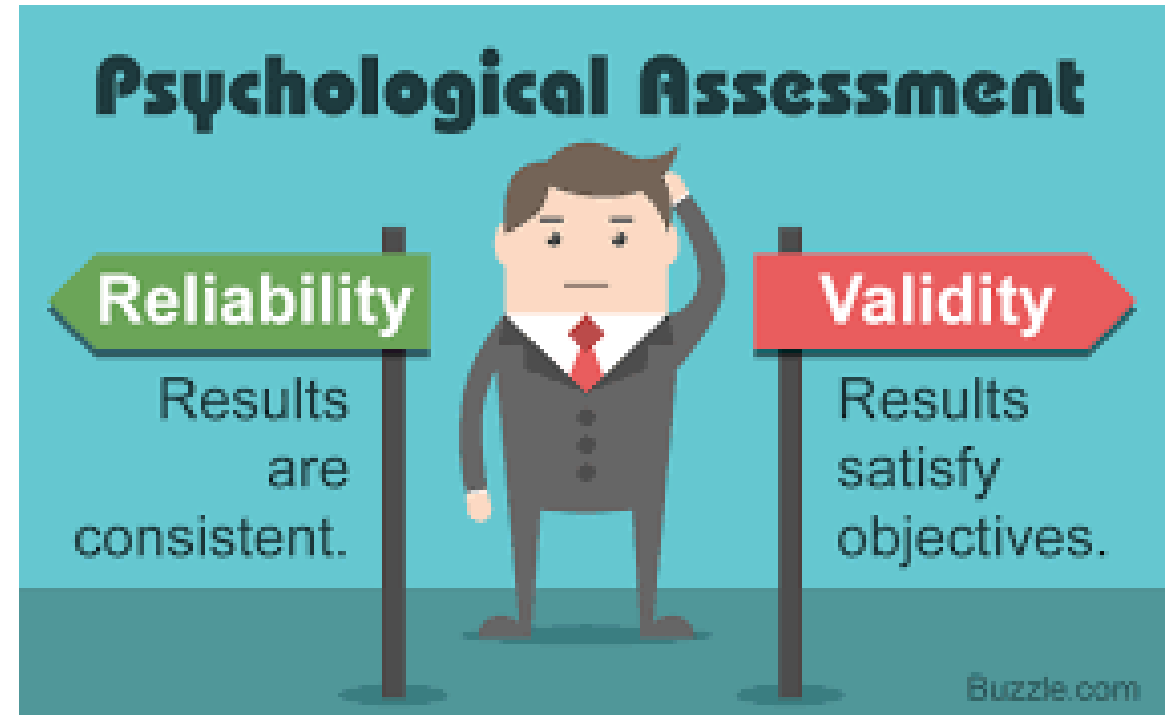 Psychological Assessment
Reliability
Results
are
consistent.
Validity
Results
satisfy
objectives.
Buzzle.com